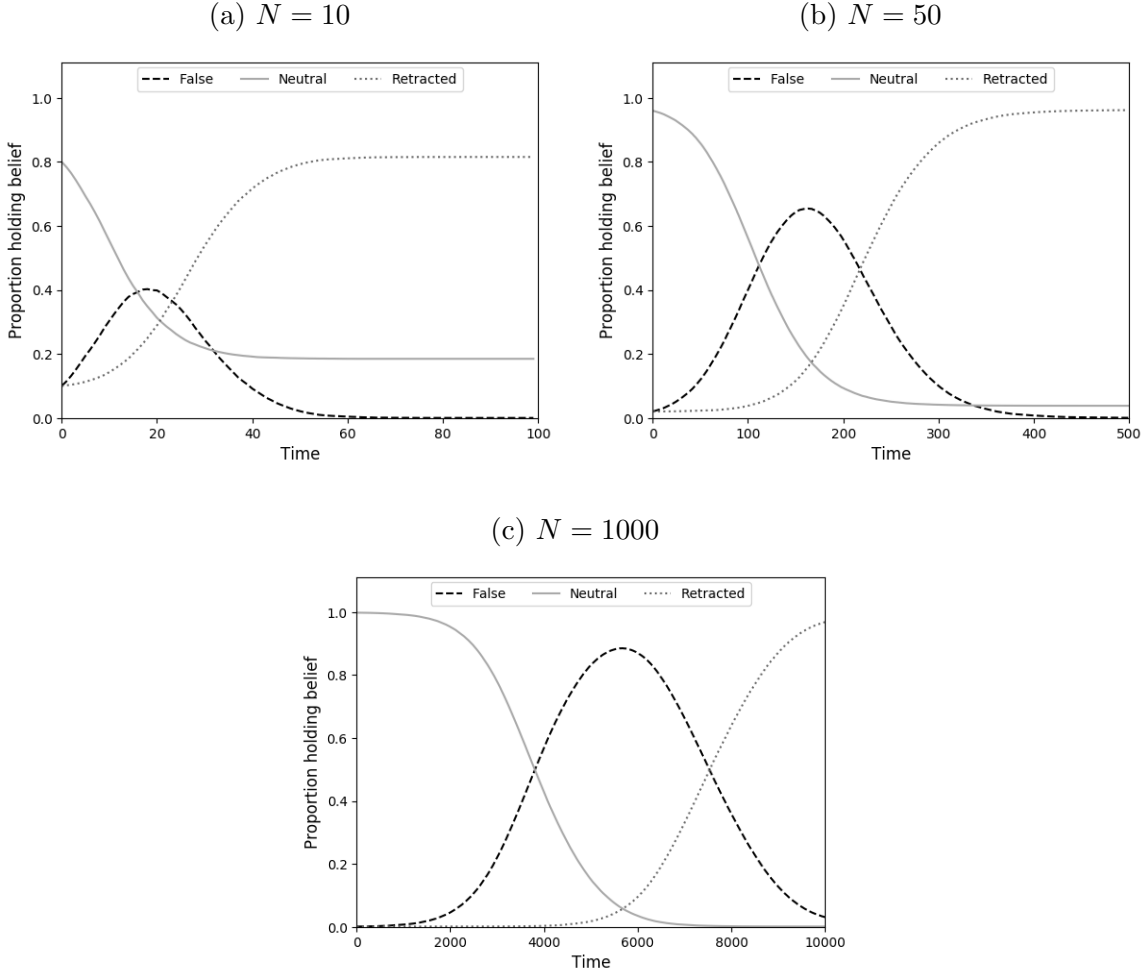 (a) N = 10
False Neutral Retracted
1.0
0.8
0.6
0.4
0.2
0.0
Proportion holding belief
0 20 40 60 80 100
Time
(b) N = 50
False Neutral Retracted
1.0
0.8
0.6
0.4
0.2
0.0
Proportion holding belief
0 100 200 300 400 500
Time
(c) N = 1000
False Neutral Retracted
1.0
0.8
0.6
0.4
0.2
0.0
Proportion holding belief
0 2000 4000 6000 8000 10000
Time